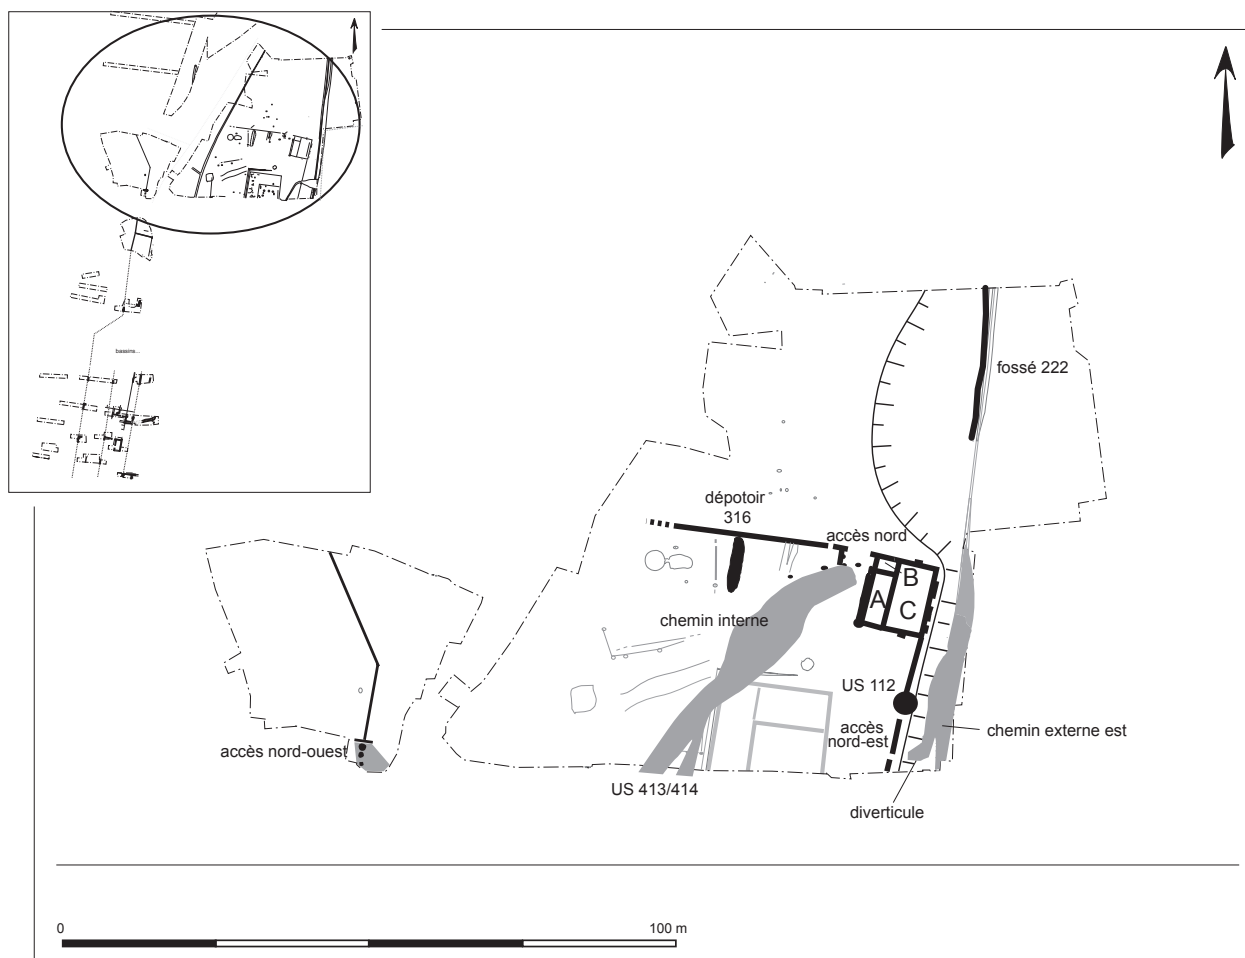 bassins...
fossé 222
dépotoir
316
accès nord
B
A
C
chemin interne
US 112
accès
nord-est
chemin externe est
accès nord-ouest
US 413/414
diverticule
0
100 m